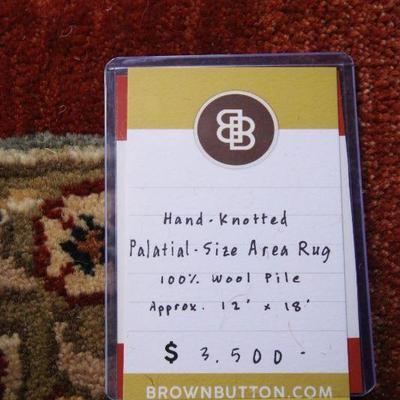 BB
Hand-Knotted
Palatial-Size Area Rug
100% Wool Pile
Approx. 12' x 18'
$ 3,500-
BROWNBUTTON.COM